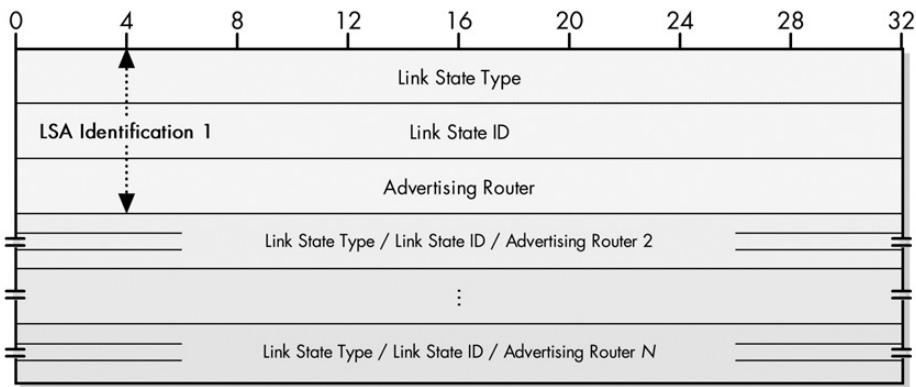 0 4 8 12 16 20 24 28 32
Link State Type
LSA Identification 1 Link State ID
Advertising Router
Link State Type / Link State ID / Advertising Router 2
⋮
Link State Type / Link State ID / Advertising Router N